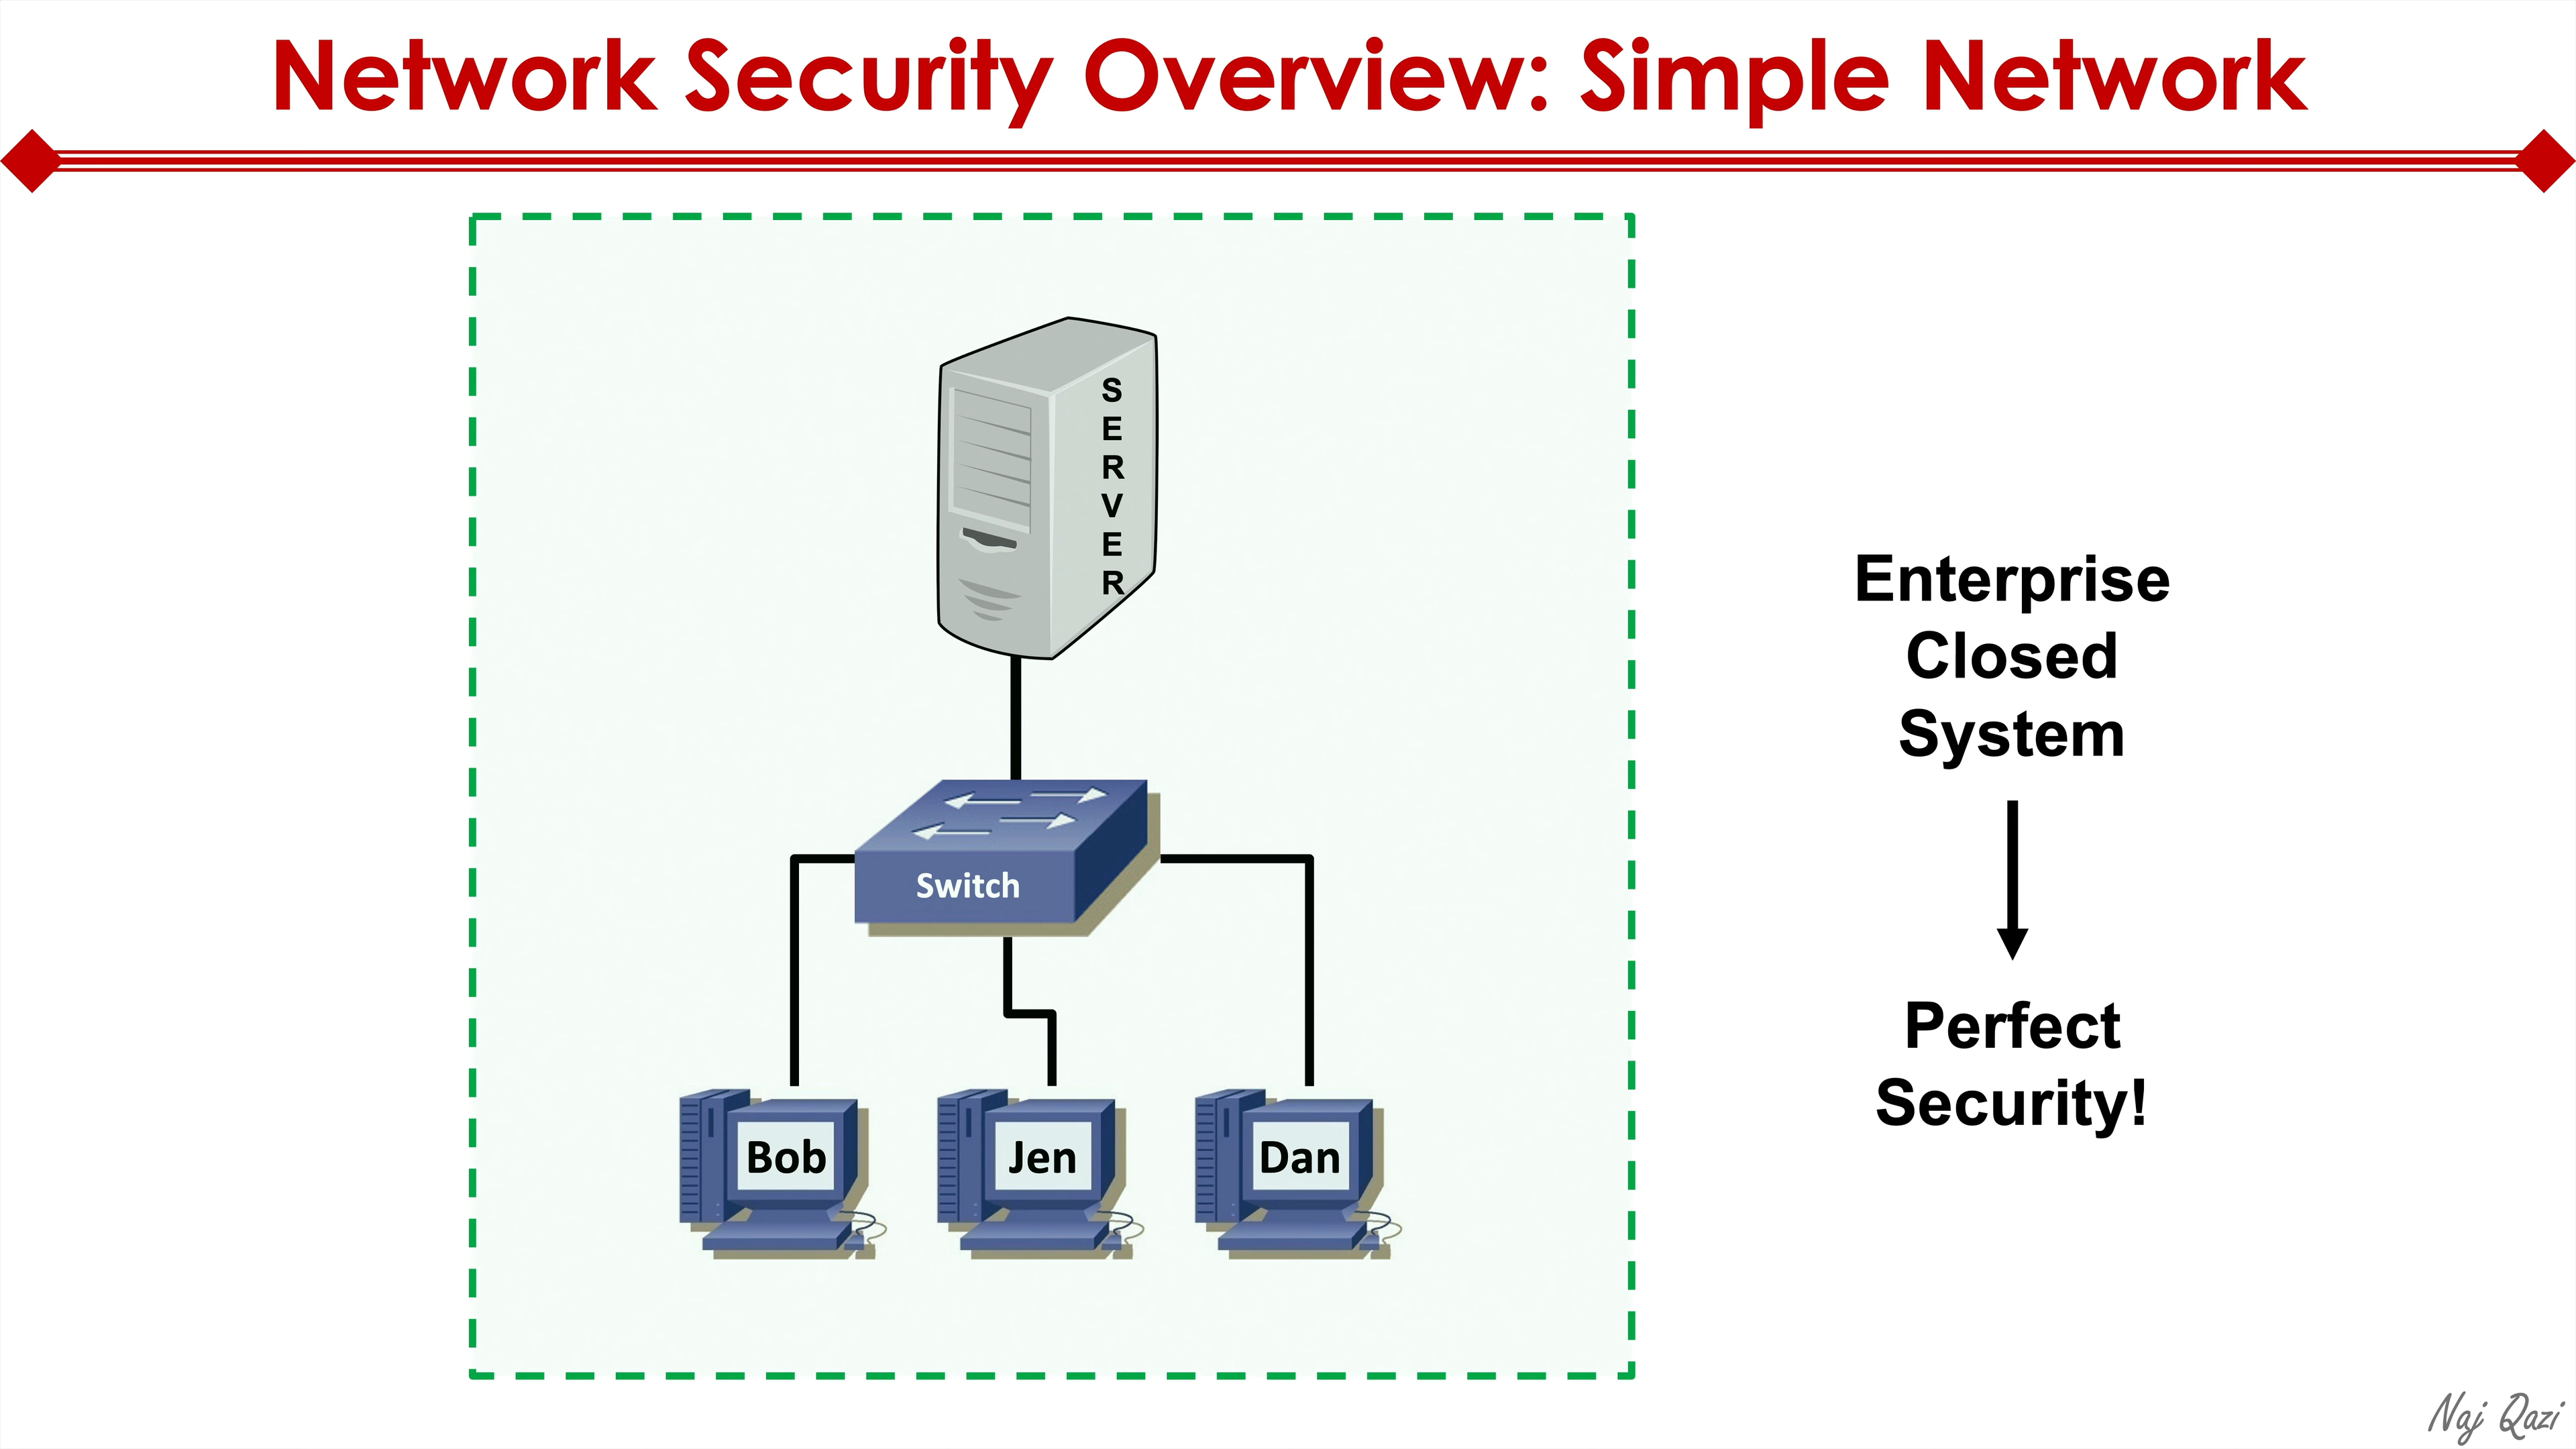 Network Security Overview: Simple Network
SERVER
Switch
Bob
Jen
Dan
Enterprise
Closed
System
Perfect
Security!
Naj Qazi